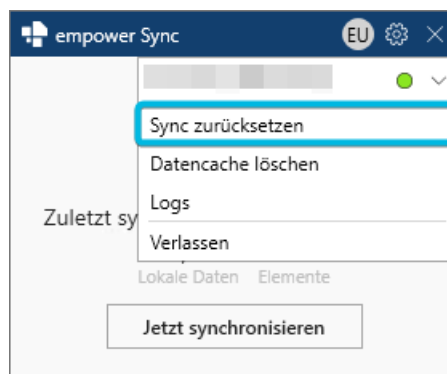 empower Sync EU
Sync zurücksetzen
Datencache löschen
Logs
Zuletzt sy
Verlassen
Lokale Daten Elemente
Jetzt synchronisieren